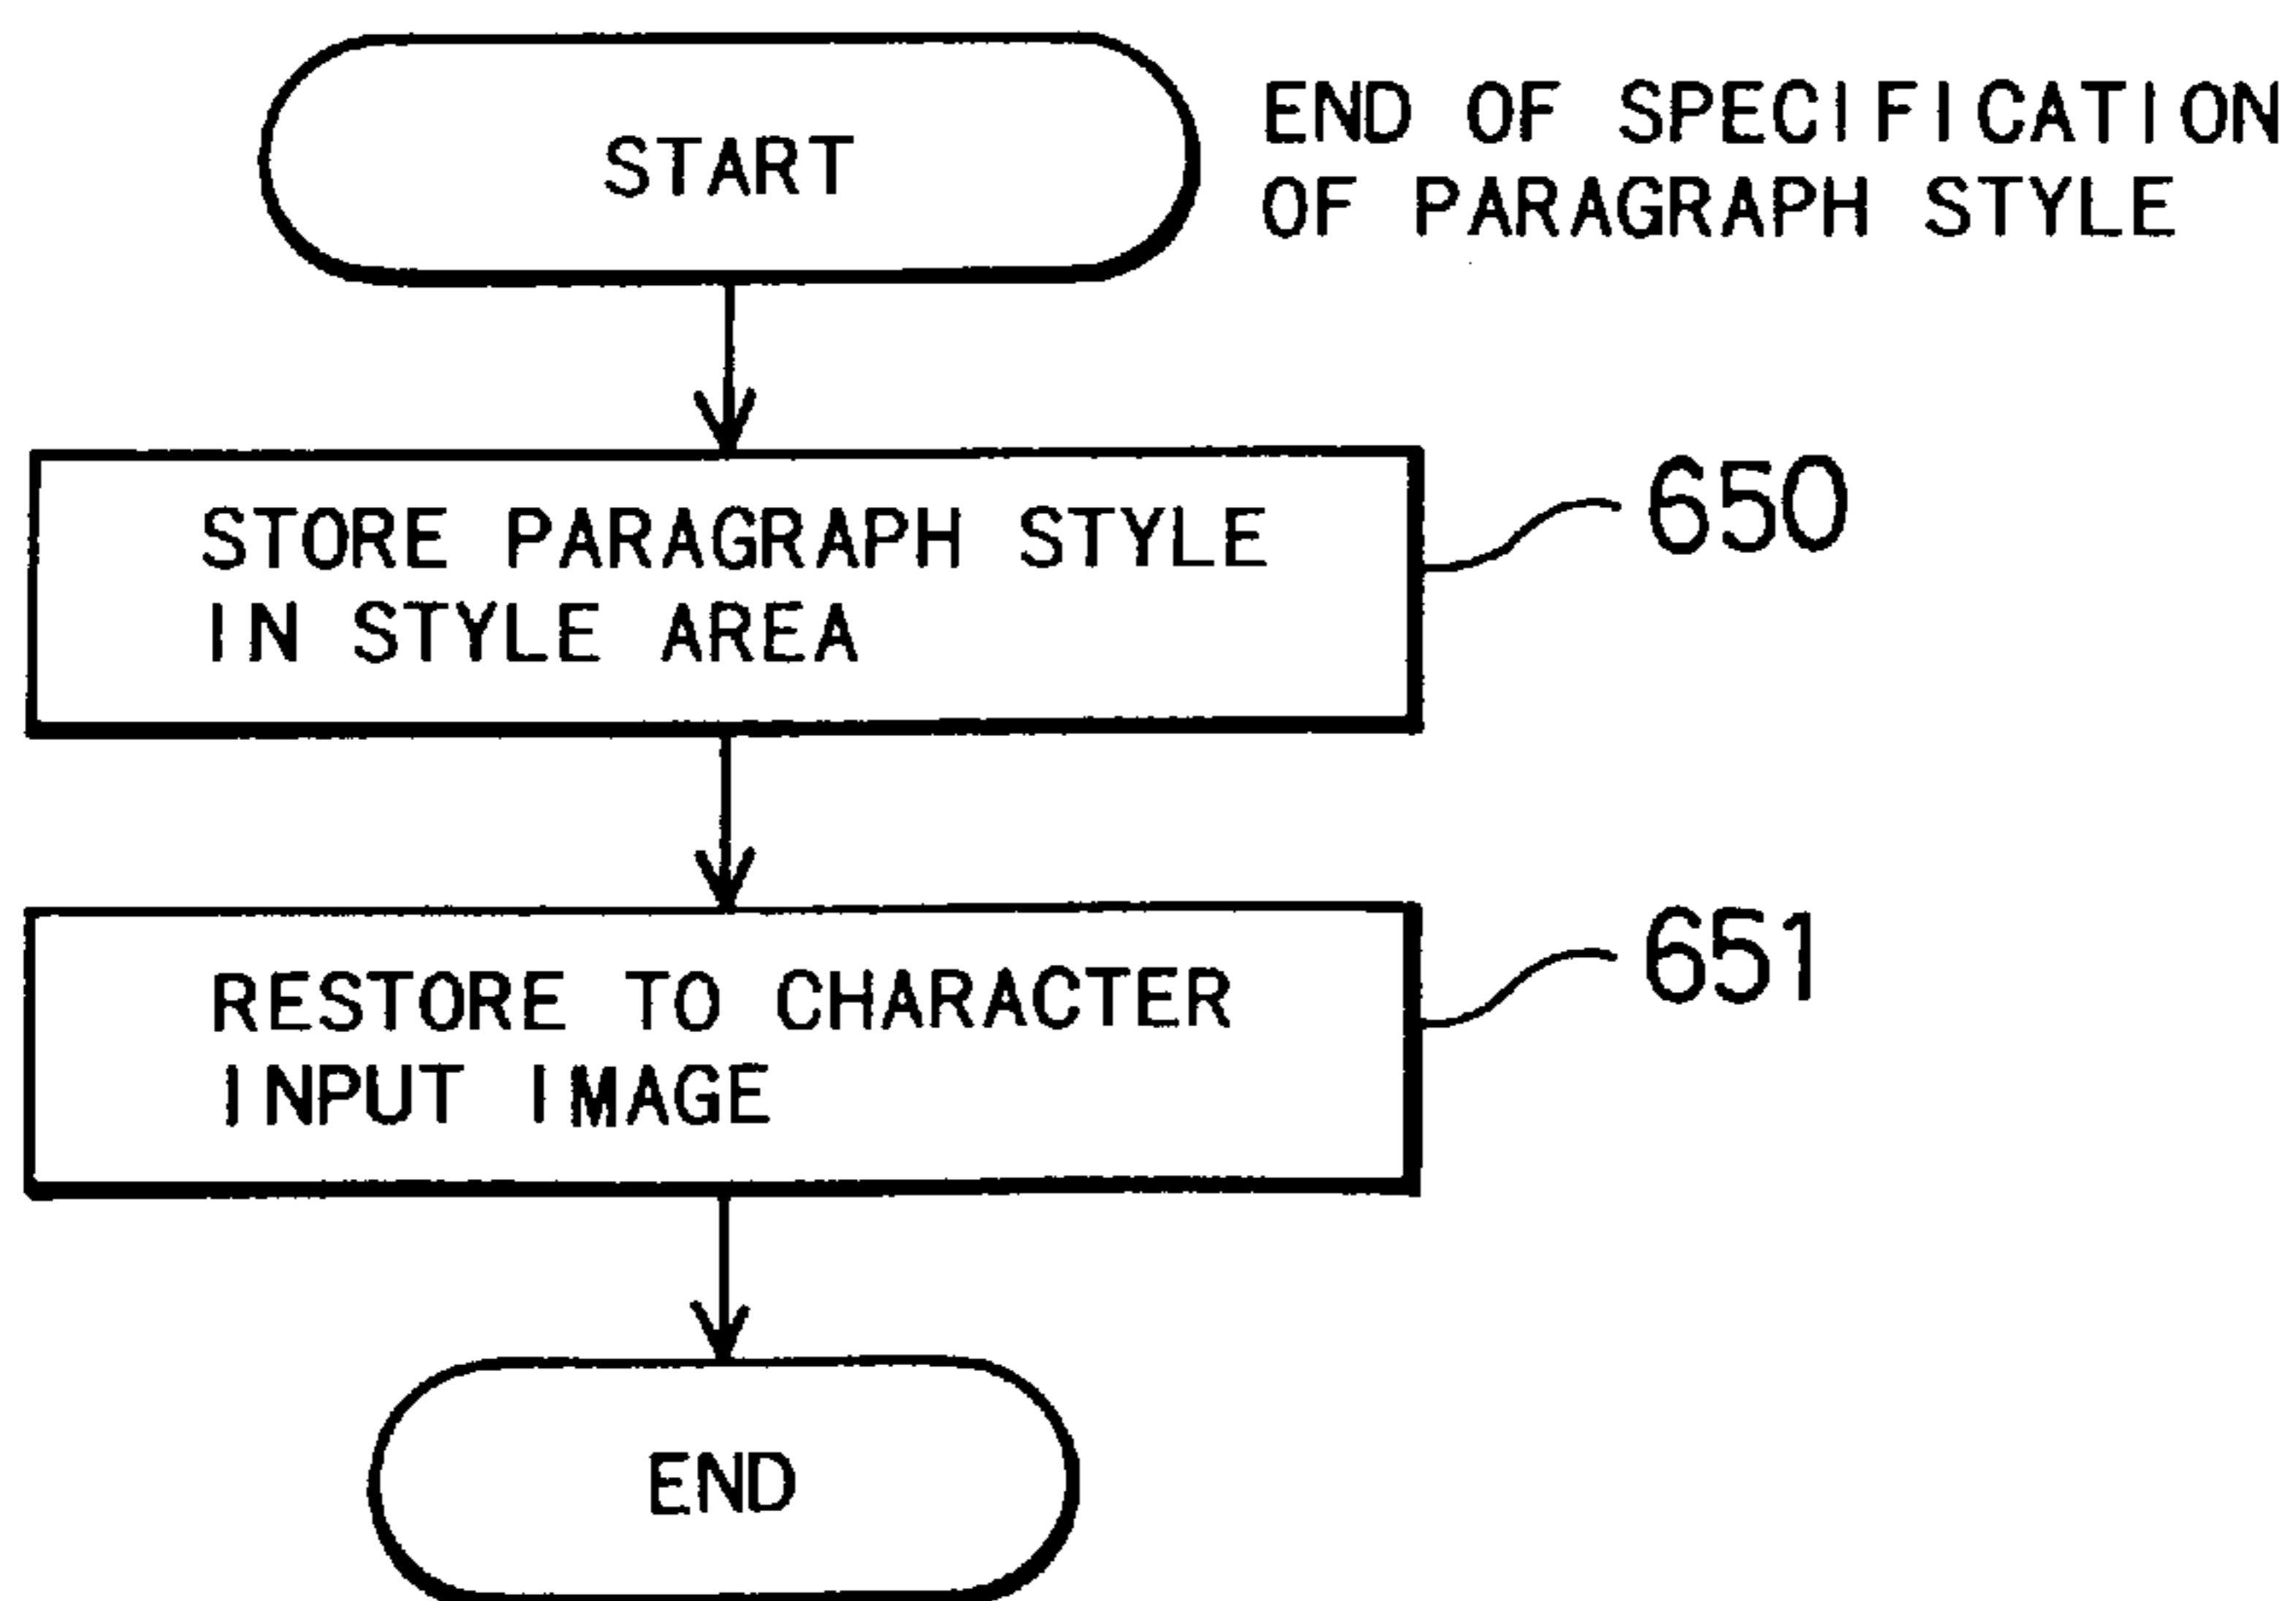 START
END OF SPECIFICATION
OF PARAGRAPH STYLE
STORE PARAGRAPH STYLE
IN STYLE AREA
650
RESTORE TO CHARACTER
INPUT IMAGE
651
END